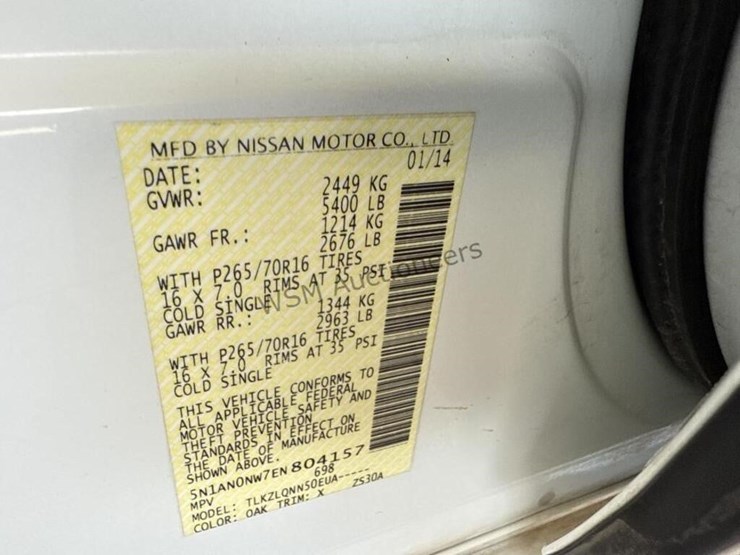 MFD BY NISSAN MOTOR CO., LTD.
DATE: 01/14
GVWR: 2449 KG
5400 LB
GAWR FR.: 1214 KG
2676 LB
WITH P265/70R16 TIRES
16 X 7.0 RIMS AT 35 PSI
COLD SINGLE
GAWR RR.: 1344 KG
2963 LB
WITH P265/70R16 TIRES
16 X 7.0 RIMS AT 35 PSI
COLD SINGLE
THIS VEHICLE CONFORMS TO
ALL APPLICABLE FEDERAL
MOTOR VEHICLE SAFETY AND
THEFT PREVENTION
STANDARDS IN EFFECT ON
THE DATE OF MANUFACTURE
SHOWN ABOVE.
5N1AN0NW7EN804157
MPV 698
MODEL: TLKZLQNN50EUA-----
COLOR: QAK TRIM: X ZS30A
WSM Auctioneers